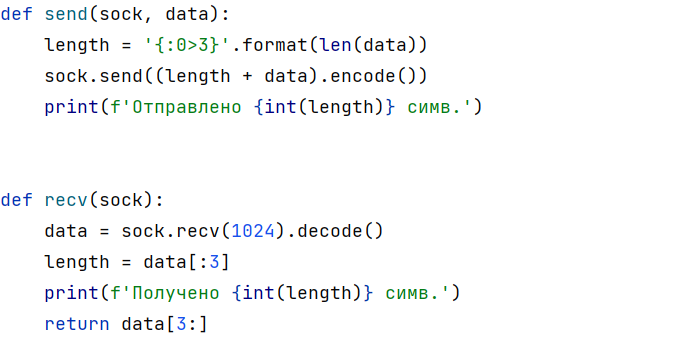 def send(sock, data):
    length = '{:0>3}'.format(len(data))
    sock.send((length + data).encode())
    print(f'Отправлено {int(length)} симв.')
def recv(sock):
    data = sock.recv(1024).decode()
    length = data[:3]
    print(f'Получено {int(length)} симв.')
    return data[3:]